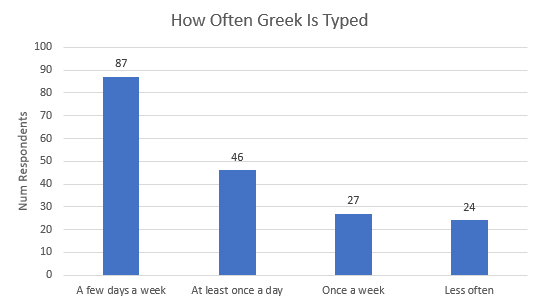 How Often Greek Is Typed
100
90
80
70
60
50
40
30
20
10
0
Num Respondents
87
46
27
24
A few days a week
At least once a day
Once a week
Less often